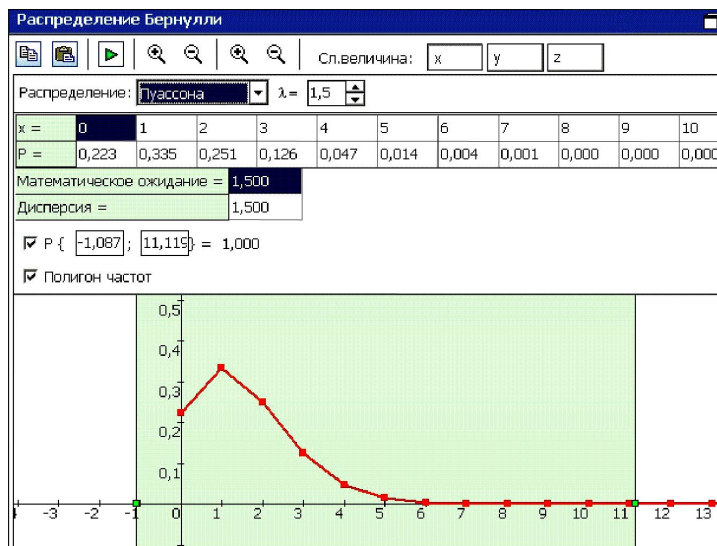 Распределение Бернулли
Сл.величина: x y z
Распределение: Пуассона λ= 1,5
x = 0 1 2 3 4 5 6 7 8 9 10
P = 0,223 0,335 0,251 0,126 0,047 0,014 0,004 0,001 0,000 0,000 0,000
Математическое ожидание = 1,500
Дисперсия = 1,500
P { -1,087 ; 11,119} = 1,000
Полигон частот
0,5
0,4
0,3
0,2
0,1
-3 -2 -1 0 1 2 3 4 5 6 7 8 9 10 11 12 13